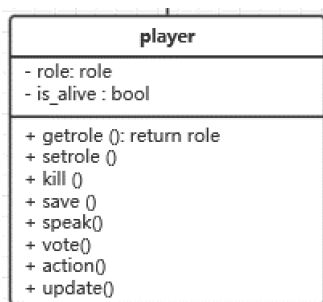 player
- role: role
- is_alive : bool
+ getrole (): return role
+ setrole ()
+ kill ()
+ save ()
+ speak()
+ vote()
+ action()
+ update()